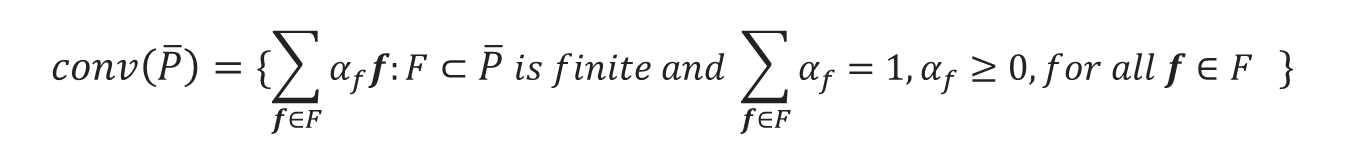 conv(P̄) = {∑_{f∈F} α_f f: F ⊂ P̄ is finite and ∑_{f∈F} α_f = 1, α_f ≥ 0, for all f ∈ F }